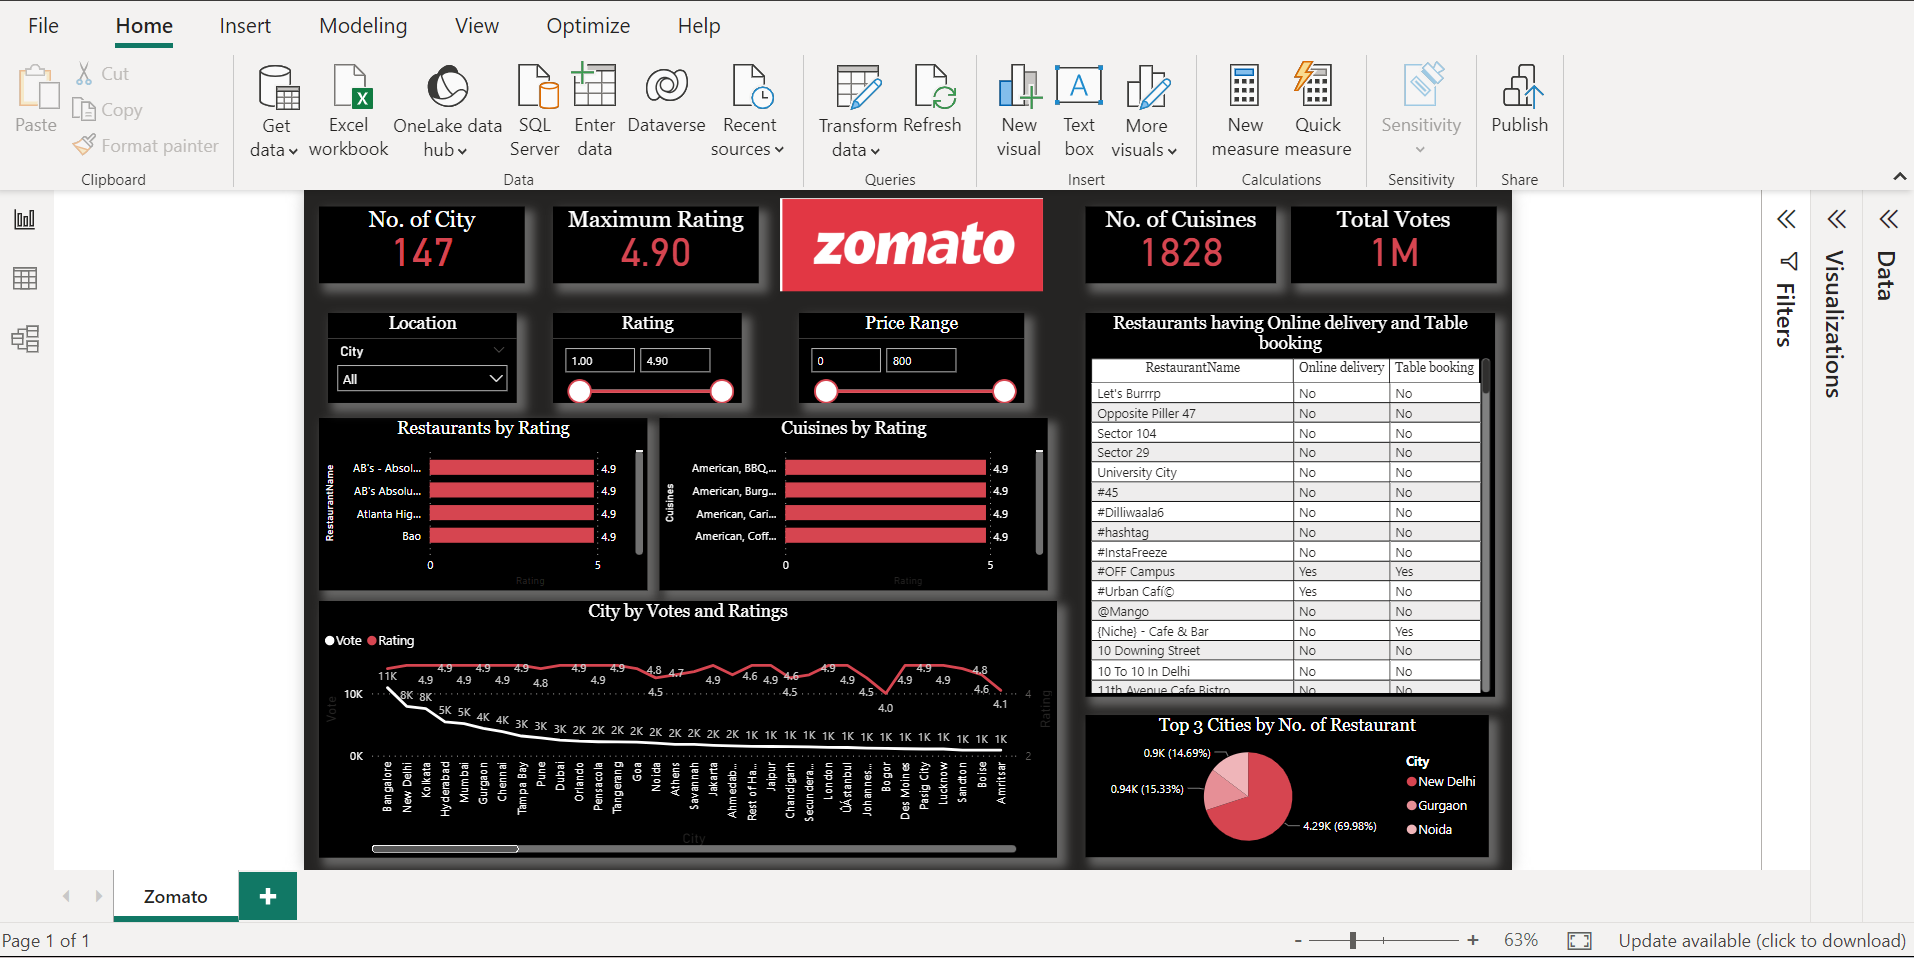 File Home Insert Modeling View Optimize Help
Paste
Cut
Copy
Format painter
Clipboard
Get data
Excel workbook
OneLake data hub
SQL Server
Enter data
Dataverse
Recent sources
Data
Transform data
Refresh
Queries
New visual
A
Text box
More visuals
Insert
New measure
Quick measure
Calculations
Sensitivity
Sensitivity
Publish
Share
No. of City
147
Maximum Rating
4.90
zomato
No. of Cuisines
1828
Total Votes
1M
Location
City
All
Rating
1.00 4.90
Price Range
0 800
Restaurants by Rating
RestaurantName
AB's - Absol... 4.9
AB's Absolu... 4.9
Atlanta Hig... 4.9
Bao 4.9
0 5
Rating
Cuisines by Rating
Cuisines
American, BBQ,... 4.9
American, Burg... 4.9
American, Cari... 4.9
American, Coff... 4.9
0 5
Rating
City by Votes and Ratings
Vote Rating
4.9 4.9 4.9 4.9 4.9 4.8 4.7 4.6 4.6 4.9 4.9 4.8
11K 4.9 4.9 4.8 4.9 4.5 4.9 4.9 4.5 4.9 4.5 4.9 4.9 4.6
10K 8K 8K 4.0 4.1 4
5K 5K 4K 4K 3K 3K 3K 2K 2K 2K 2K 2K 2K 2K 2K 2K 1K 1K 1K 1K 1K 1K 1K 1K 1K 1K 1K 1K 1K 1K
0K 2
Vote
Rating
Bangalore
New Delhi
Kolkata
Hyderabad
Mumbai
Gurgaon
Chennai
Tampa Bay
Pune
Dubai
Orlando
Pensacola
Tangerang
Goa
Noida
Athens
Savannah
Jakarta
Ahmedab...
Rest of Ha...
Jaipur
Chandigarh
Secundera...
London
ÛÁstanbul
Johannes...
Bogor
Des Moines
Pasig City
Lucknow
Sandton
Boise
Amritsar
City
Restaurants having Online delivery and Table
booking
RestaurantName Online delivery Table booking
Let's Burrrp No No
Opposite Piller 47 No No
Sector 104 No No
Sector 29 No No
University City No No
#45 No No
#Dilliwaala6 No No
#hashtag No No
#InstaFreeze No No
#OFF Campus Yes Yes
#Urban Cafí© Yes No
@Mango No No
{Niche} - Cafe & Bar No Yes
10 Downing Street No No
10 To 10 In Delhi No No
11th Avenue Cafe Bistro No No
Top 3 Cities by No. of Restaurant
0.9K (14.69%)
0.94K (15.33%)
4.29K (69.98%)
City
New Delhi
Gurgaon
Noida
Filters
Visualizations
Data
Zomato
Page 1 of 1
- + 63% Update available (click to download)